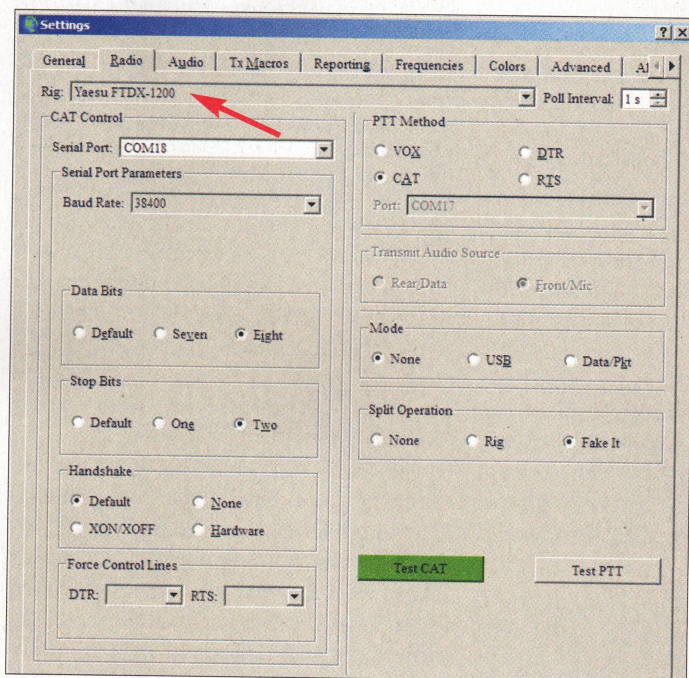 Settings
General Radio Audio Tx Macros Reporting Frequencies Colors Advanced
Rig: Yaesu FTDX-1200 Poll Interval: 1 s
CAT Control
Serial Port: COM18
Serial Port Parameters
Baud Rate: 38400
Data Bits
Default Seven Eight
Stop Bits
Default One Two
Handshake
Default None
XON/XOFF Hardware
Force Control Lines
DTR: RTS:
PTT Method
VOX DTR
CAT RTS
Port: COM17
Transmit Audio Source
Rear/Data Front/Mic
Mode
None USB Data/Pkt
Split Operation
None Rig Fake It
Test CAT Test PTT